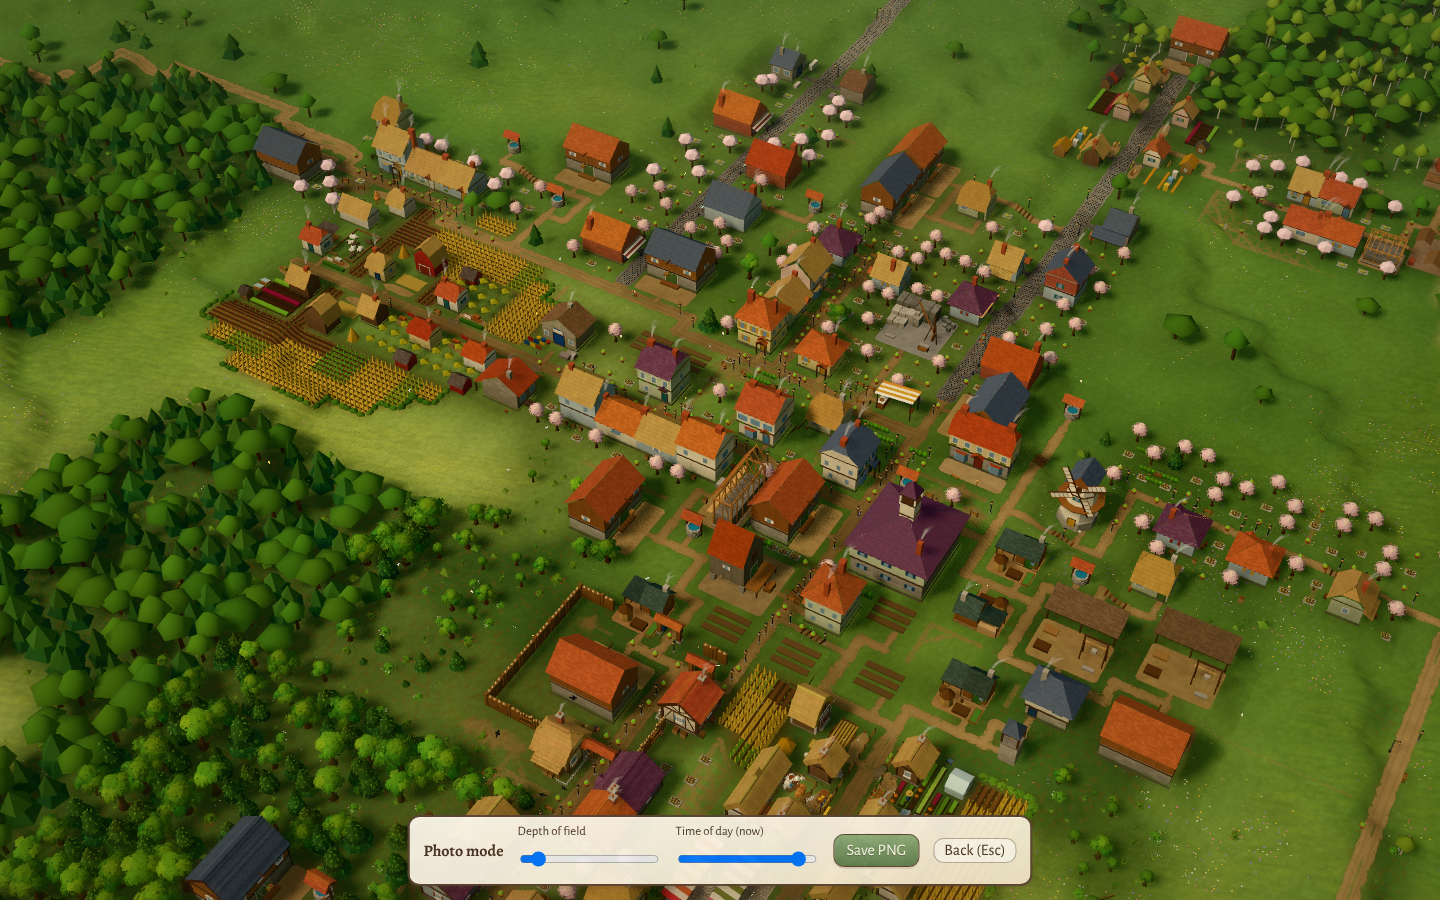 Photo mode
Depth of field
Time of day (now)
Save PNG
Back (Esc)